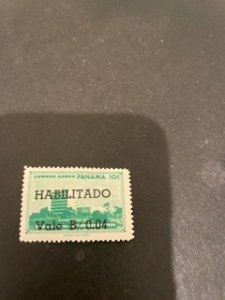 CORREO AEREO PANAMA 10¢
HABILITADO
Vale B/.0.04